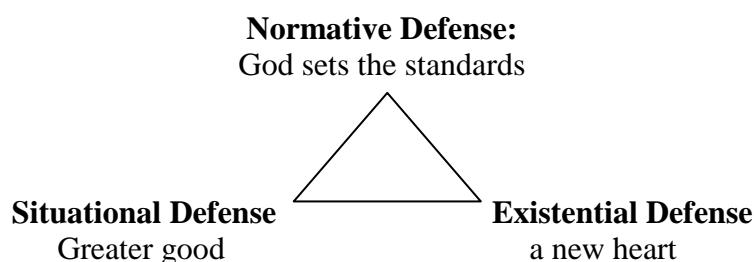 Normative Defense:
God sets the standards
Situational Defense
Greater good
Existential Defense
a new heart